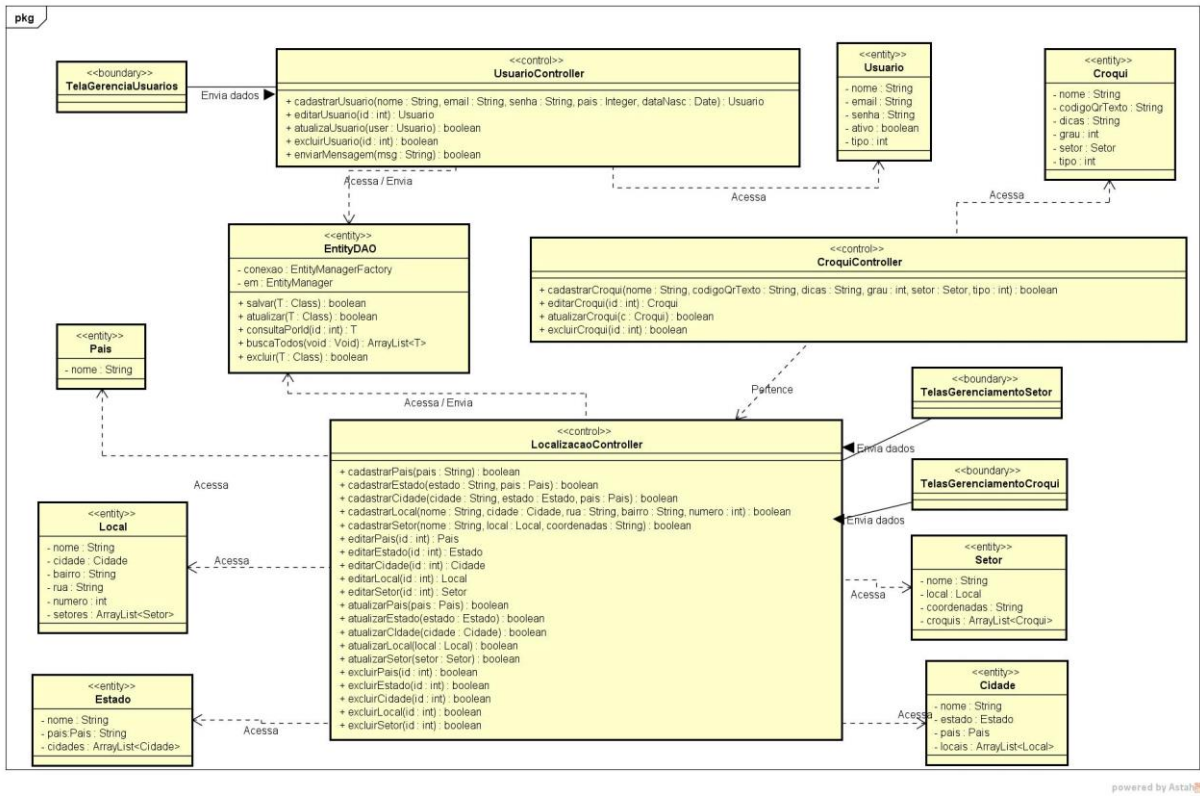 pkg
<<boundary>>
TelaGerenciaUsuarios
Envia dados
<<control>>
UsuarioController
+ cadastrarUsuario(nome : String, email : String, senha : String, pais : Integer, dataNasc : Date) : Usuario
+ editarUsuario(id : int) : Usuario
+ atualizaUsuario(user : Usuario) : boolean
+ excluirUsuario(id : int) : boolean
+ enviarMensagem(msg : String) : boolean
<<entity>>
Usuario
- nome : String
- email : String
- senha : String
- ativo : boolean
- tipo : int
<<entity>>
Croqui
- nome : String
- codigoQrTexto : String
- dicas : String
- grau : int
- setor : Setor
- tipo : int
Acessa / Envia
Acessa
Acessa
<<entity>>
EntityDAO
- conexao : EntityManagerFactory
- em : EntityManager
+ salvar(T : Class) : boolean
+ atualizar(T : Class) : boolean
+ consultaPorId(id : int) : T
+ buscaTodos(void : Void) : ArrayList<T>
+ excluir(T : Class) : boolean
<<control>>
CroquiController
+ cadastrarCroqui(nome : String, codigoQrTexto : String, dicas : String, grau : int, setor : Setor, tipo : int) : boolean
+ editarCroqui(id : int) : Croqui
+ atualizarCroqui(c : Croqui) : boolean
+ excluirCroqui(id : int) : boolean
<<entity>>
Pais
- nome : String
Acessa / Envia
Pertence
<<boundary>>
TelasGerenciamentoSetor
Envia dados
<<boundary>>
TelasGerenciamentoCroqui
Envia dados
<<control>>
LocalizacaoController
+ cadastrarPais(pais : String) : boolean
+ cadastrarEstado(estado : String, pais : Pais) : boolean
+ cadastrarCidade(cidade : String, estado : Estado, pais : Pais) : boolean
+ cadastrarLocal(nome : String, cidade : Cidade, rua : String, bairro : String, numero : int) : boolean
+ cadastrarSetor(nome : String, local : Local, coordenadas : String) : boolean
+ editarPais(id : int) : Pais
+ editarEstado(id : int) : Estado
+ editarCidade(id : int) : Cidade
+ editarLocal(id : int) : Local
+ editarSetor(id : int) : Setor
+ atualizarPais(pais : Pais) : boolean
+ atualizarEstado(estado : Estado) : boolean
+ atualizarCIdade(cidade : Cidade) : boolean
+ atualizarLocal(local : Local) : boolean
+ atualizarSetor(setor : Setor) : boolean
+ excluirPais(id : int) : boolean
+ excluirEstado(id : int) : boolean
+ excluirCidade(id : int) : boolean
+ excluirLocal(id : int) : boolean
+ excluirSetor(id : int) : boolean
Acessa
<<entity>>
Local
- nome : String
- cidade : Cidade
- bairro : String
- rua : String
- numero : int
- setores : ArrayList<Setor>
Acessa
<<entity>>
Setor
- nome : String
- local : Local
- coordenadas : String
- croquis : ArrayList<Croqui>
Acessa
<<entity>>
Estado
- nome : String
- pais:Pais : String
- cidades : ArrayList<Cidade>
Acessa
<<entity>>
Cidade
- nome : String
- estado : Estado
- pais : Pais
- locais : ArrayList<Local>
Acessa
powered by Astah